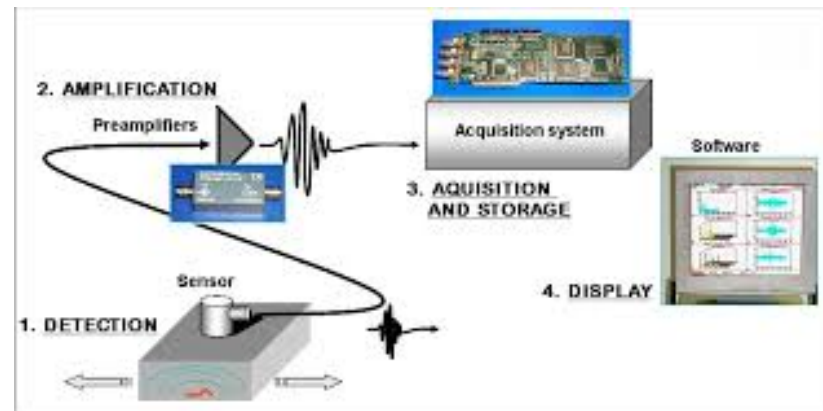 2. AMPLIFICATION
Preamplifiers
Acquisition system
Software
3. AQUISITION
AND STORAGE
Sensor
4. DISPLAY
1. DETECTION